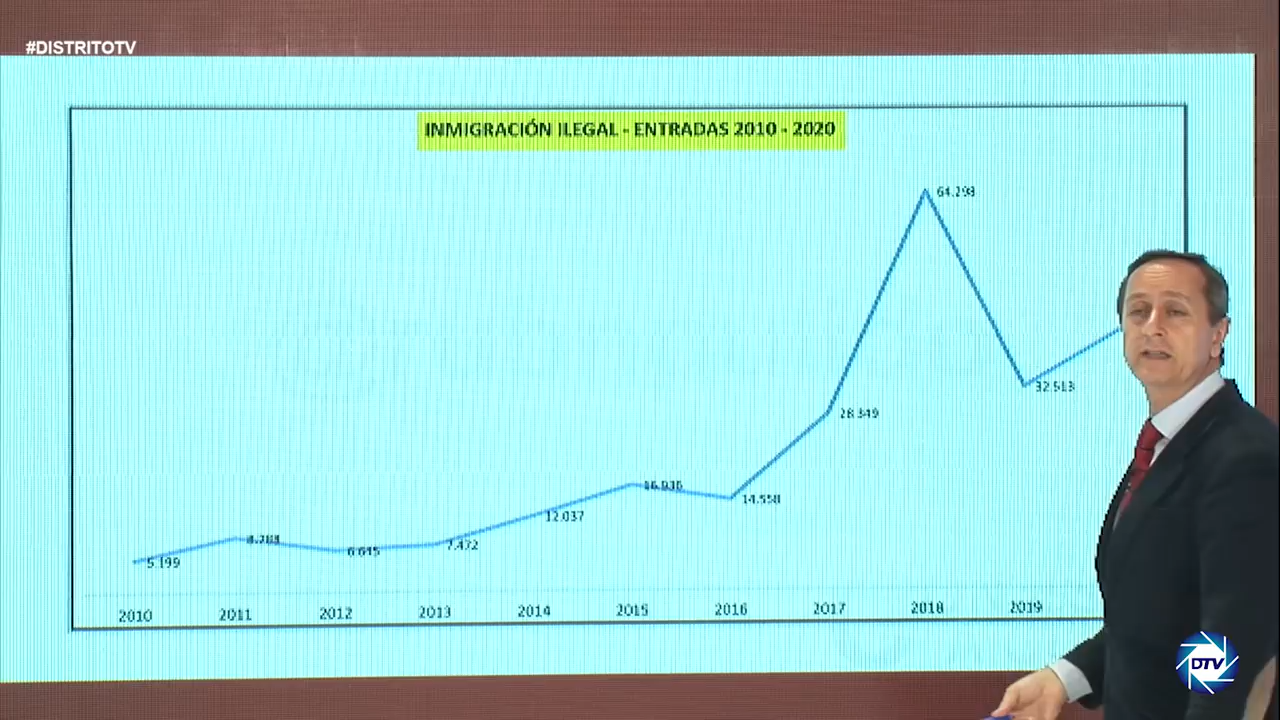 #DISTRITOTV
INMIGRACIÓN ILEGAL - ENTRADAS 2010 - 2020
64.298
32.513
28.349
16.936
14.558
12.037
7.472
6.645
5.199
2010 2011 2012 2013 2014 2015 2016 2017 2018 2019
DTV